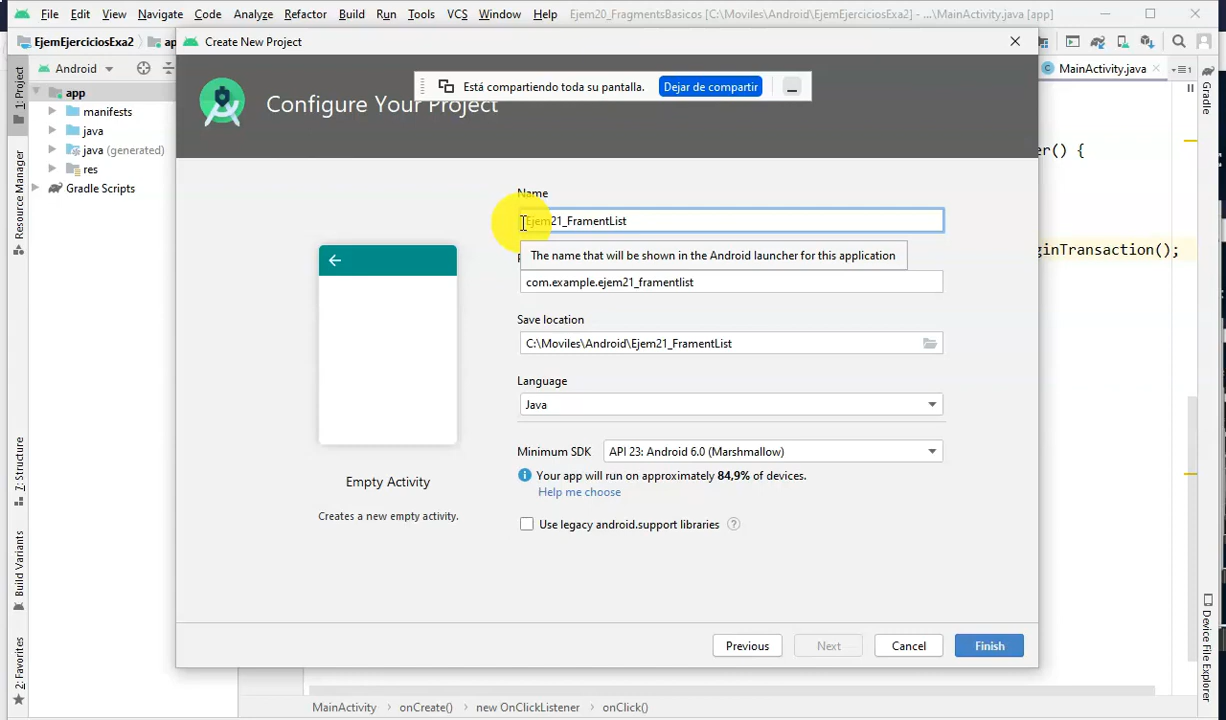 File Edit View Navigate Code Analyze Refactor Build Run Tools VCS Window Help Ejem20_FragmentsBasicos [C:\Moviles\Android\EjemEjerciciosExa2] - ...\MainActivity.java [app]
EjemEjerciciosExa2 ap
Create New Project
Android
MainActivity.java
1
app
manifests
java
java (generated)
res
Gradle Scripts
1: Project
Resource Manager
7: Structure
Build Variants
2: Favorites
Gradle
Device File Explorer
Está compartiendo toda su pantalla. Dejar de compartir
Configure Your Project
er() {
ginTransaction();
Name
Ejem21_FramentList
The name that will be shown in the Android launcher for this application
com.example.ejem21_framentlist
Save location
C:\Moviles\Android\Ejem21_FramentList
Language
Java
Minimum SDK API 23: Android 6.0 (Marshmallow)
Your app will run on approximately 84,9% of devices.
Help me choose
Use legacy android.support libraries ?
Empty Activity
Creates a new empty activity.
Previous Next Cancel Finish
MainActivity onCreate() new OnClickListener onClick()